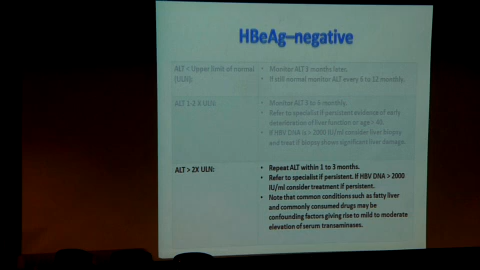 HBeAg–negative
ALT < Upper limit of normal
(ULN):
• Monitor ALT 3 months later.
• If still normal monitor ALT every 6 to 12 monthly.
ALT 1-2 X ULN:
• Monitor ALT 3 to 6 monthly.
• Refer to specialist if persistent evidence of early
deterioration of liver function or age > 40.
• If HBV DNA is > 2000 IU/ml consider liver biopsy
and treat if biopsy shows significant liver damage.
ALT > 2X ULN:
• Repeat ALT within 1 to 3 months.
• Refer to specialist if persistent. If HBV DNA > 2000
IU/ml consider treatment if persistent.
• Note that common conditions such as fatty liver
and commonly consumed drugs may be
confounding factors giving rise to mild to moderate
elevation of serum transaminases.